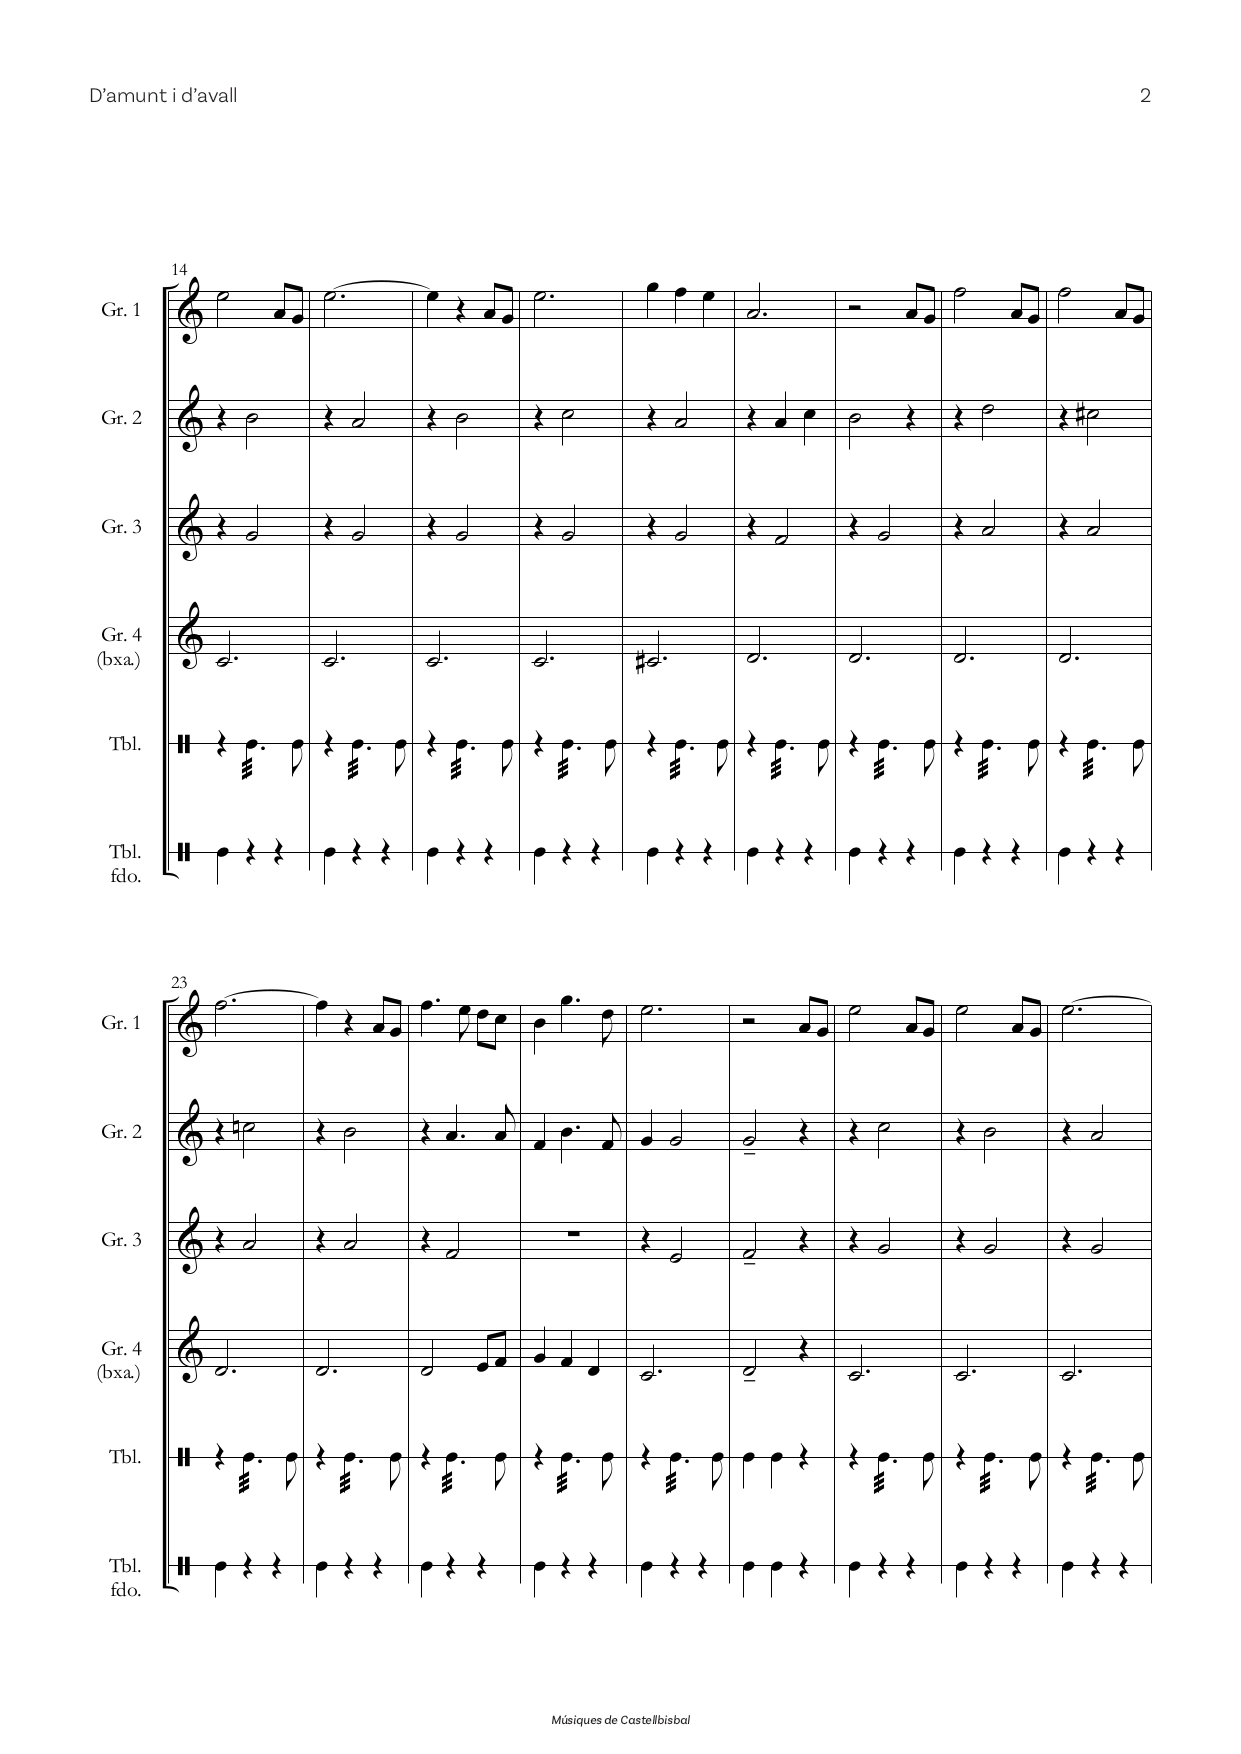 D’amunt i d’avall 2
14
Gr. 1
Gr. 2
Gr. 3
Gr. 4
(bxa.)
Tbl.
Tbl.
fdo.
23
Gr. 1
Gr. 2
Gr. 3
Gr. 4
(bxa.)
Tbl.
Tbl.
fdo.
Músiques de Castellbisbal